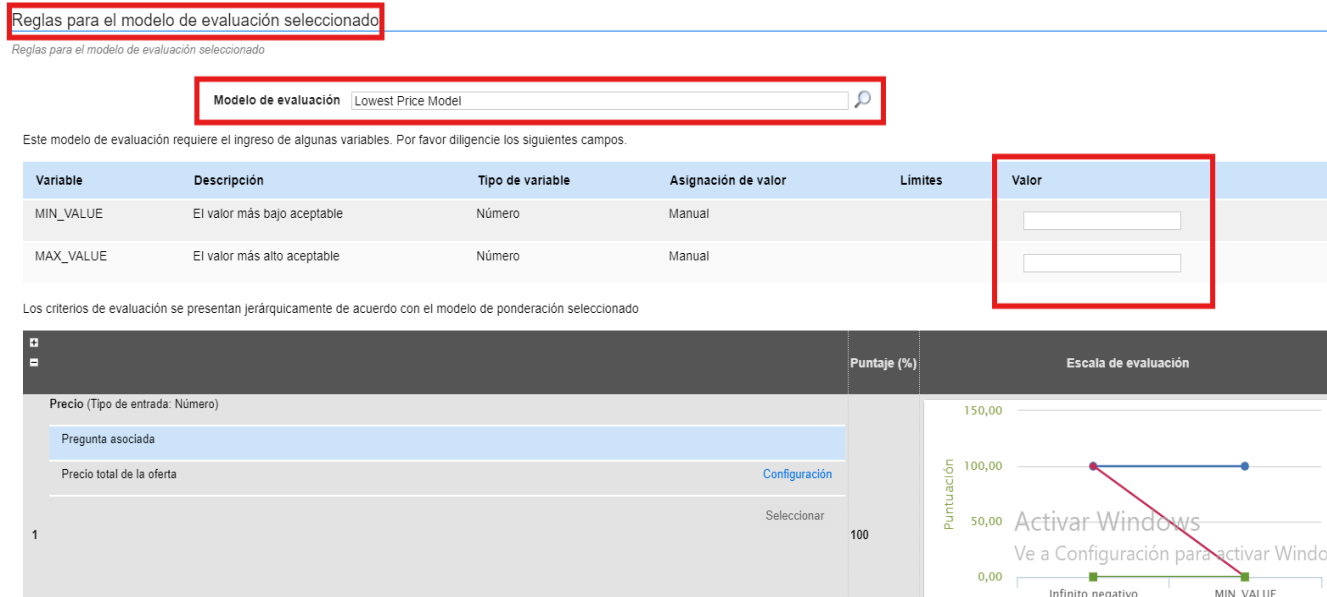 Reglas para el modelo de evaluación seleccionado
Reglas para el modelo de evaluación seleccionado
Modelo de evaluación Lowest Price Model
Este modelo de evaluación requiere el ingreso de algunas variables. Por favor diligencie los siguientes campos.
Variable Descripción Tipo de variable Asignación de valor Límites Valor
MIN_VALUE El valor más bajo aceptable Número Manual
MAX_VALUE El valor más alto aceptable Número Manual
Los criterios de evaluación se presentan jerárquicamente de acuerdo con el modelo de ponderación seleccionado
Puntaje (%) Escala de evaluación
Precio (Tipo de entrada: Número)
Pregunta asociada
Precio total de la oferta Configuración
Seleccionar
1 100
150,00
100,00
50,00
0,00
Puntuación
Infinito negativo MIN_VALUE
Activar Windows
Ve a Configuración para activar Windo